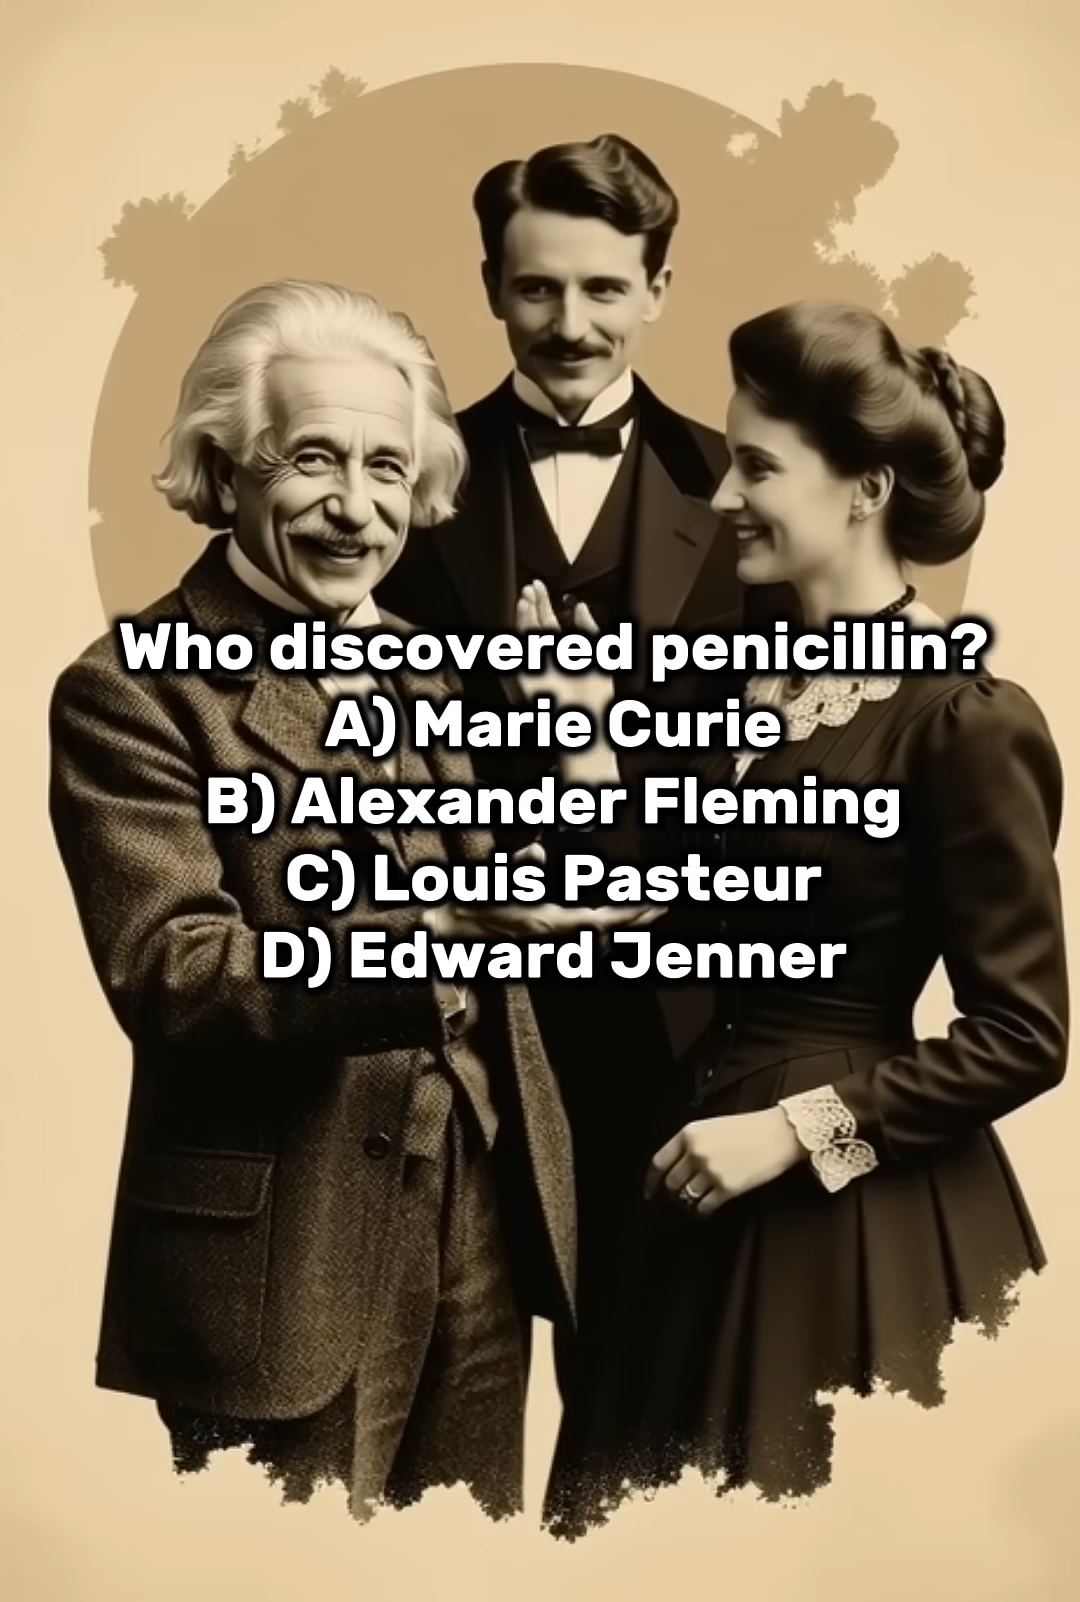 Who discovered penicillin?
A) Marie Curie
B) Alexander Fleming
C) Louis Pasteur
D) Edward Jenner